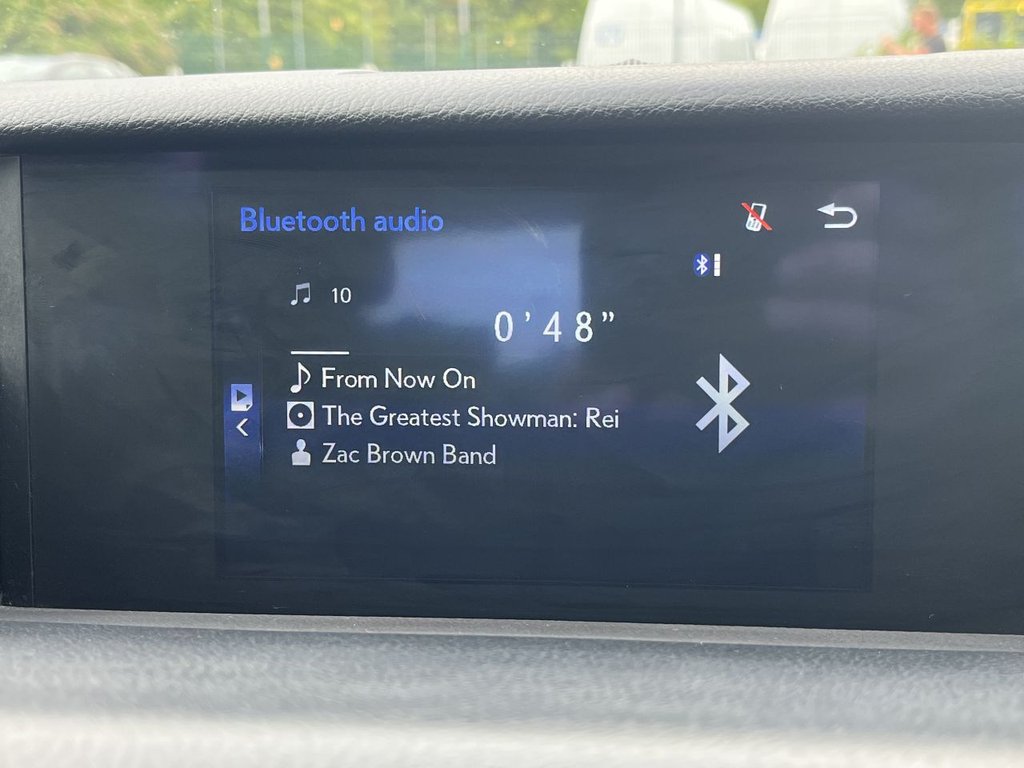 Bluetooth audio
10
0'48”
From Now On
The Greatest Showman: Rei
Zac Brown Band